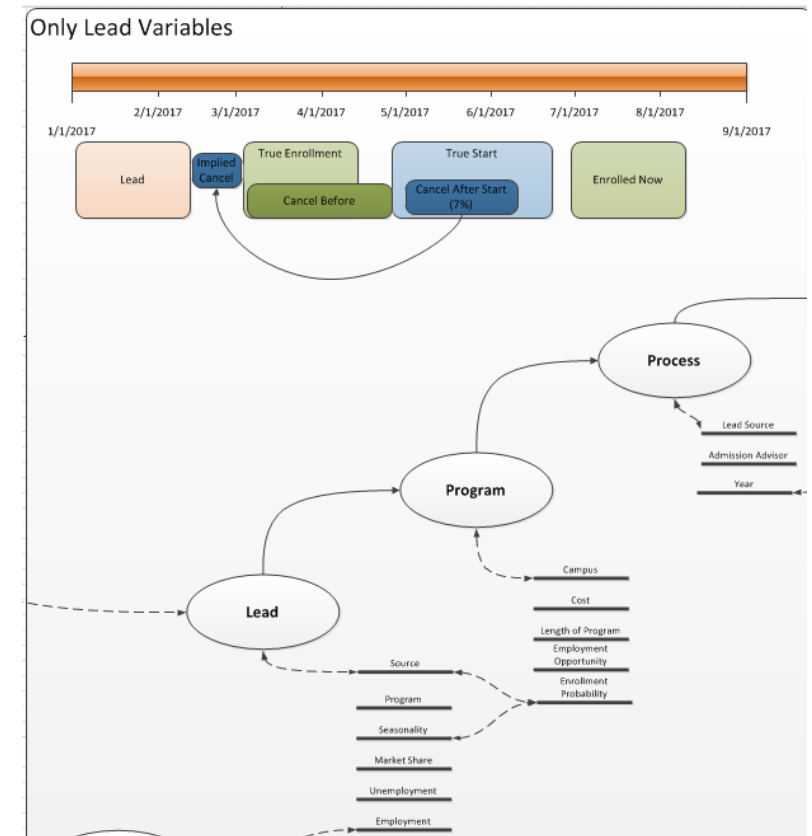 Only Lead Variables
2/1/2017 3/1/2017 4/1/2017 5/1/2017 6/1/2017 7/1/2017 8/1/2017
1/1/2017 9/1/2017
Lead
Implied
Cancel
True Enrollment
Cancel Before
True Start
Cancel After Start
(7%)
Enrolled Now
Process
Lead Source
Admission Advisor
Year
Program
Campus
Cost
Length of Program
Employment
Opportunity
Enrollment
Probability
Lead
Source
Program
Seasonality
Market Share
Unemployment
Employment